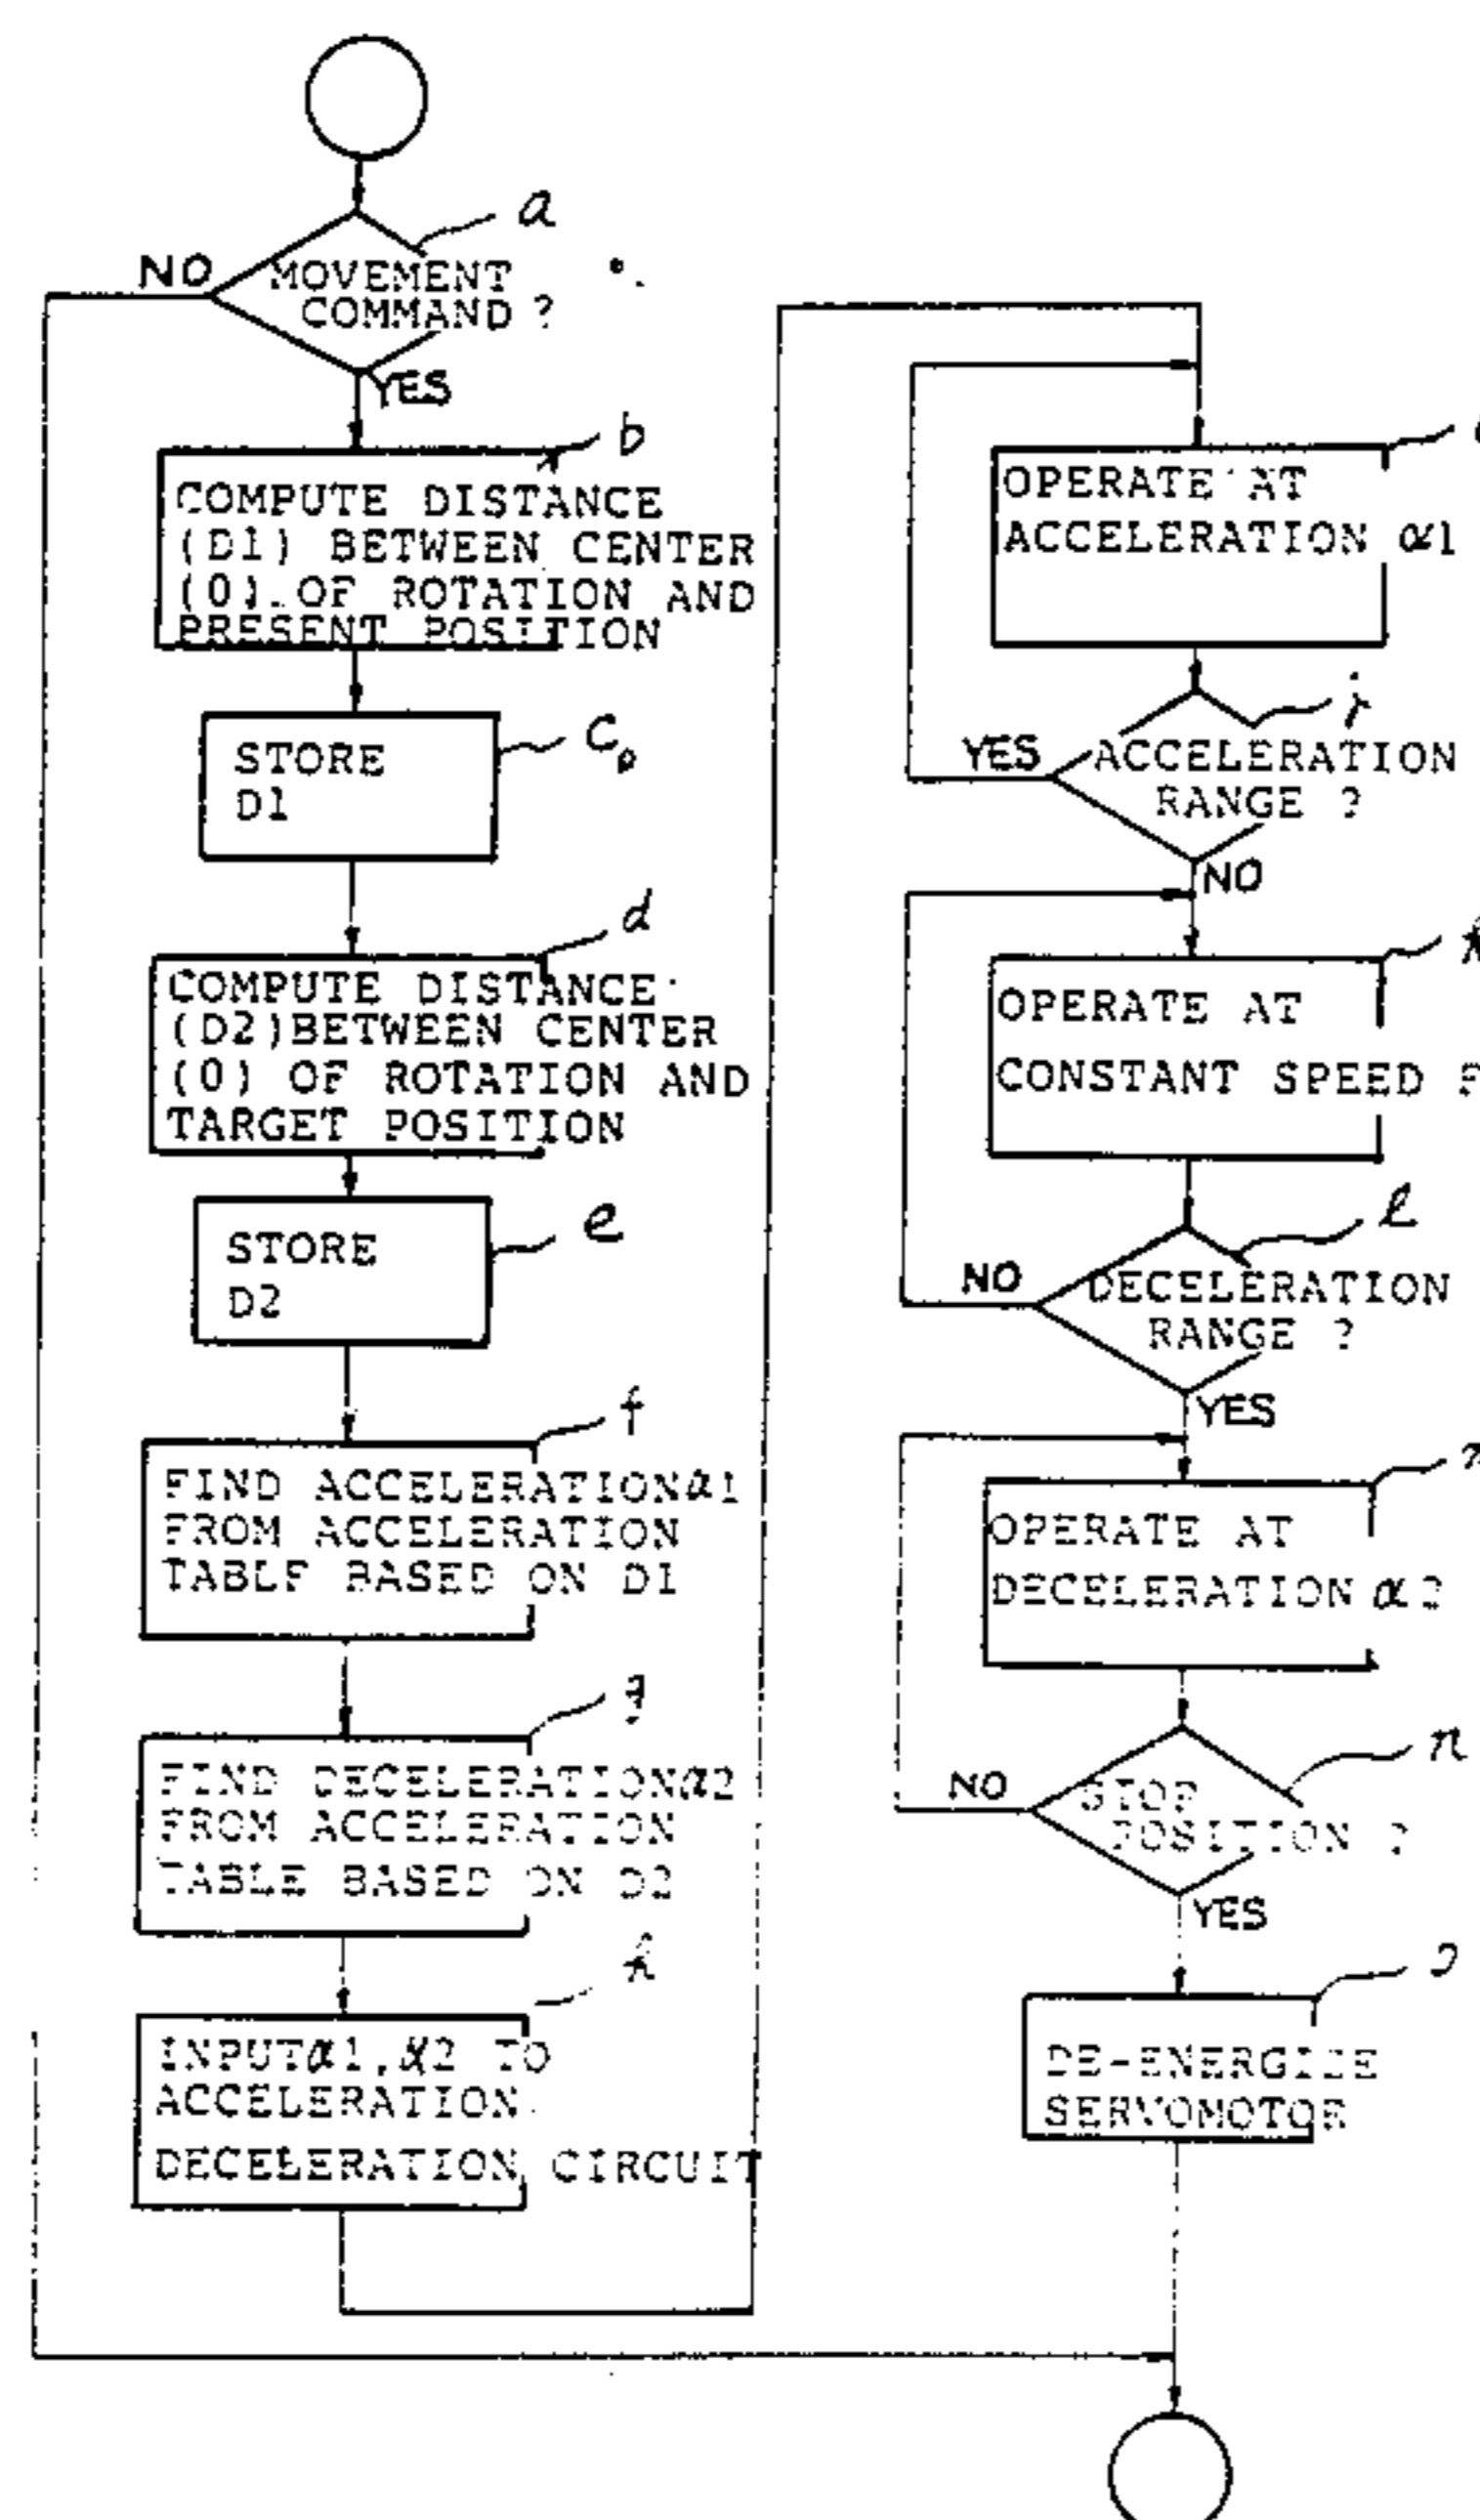 a
NO
MOVEMENT
COMMAND ?
YES
b
COMPUTE DISTANCE
(D1) BETWEEN CENTER
(0) OF ROTATION AND
PRESENT POSITION
C
STORE
D1
d
COMPUTE DISTANCE
(D2)BETWEEN CENTER
(0) OF ROTATION AND
TARGET POSITION
e
STORE
D2
f
FIND ACCELERATION α1
FROM ACCELERATION
TABLE BASED ON D1
g
FIND DECELERATION α2
FROM ACCELERATION
TABLE BASED ON D2
h
INPUT α1, α2 TO
ACCELERATION
DECELERATION CIRCUIT
OPERATE AT
ACCELERATION α1
j
YES
ACCELERATION
RANGE ?
NO
k
OPERATE AT
CONSTANT SPEED
l
NO
DECELERATION
RANGE ?
YES
OPERATE AT
DECELERATION α2
n
NO
STOP
POSITION ?
YES
o
DE-ENERGIZE
SERVOMOTOR